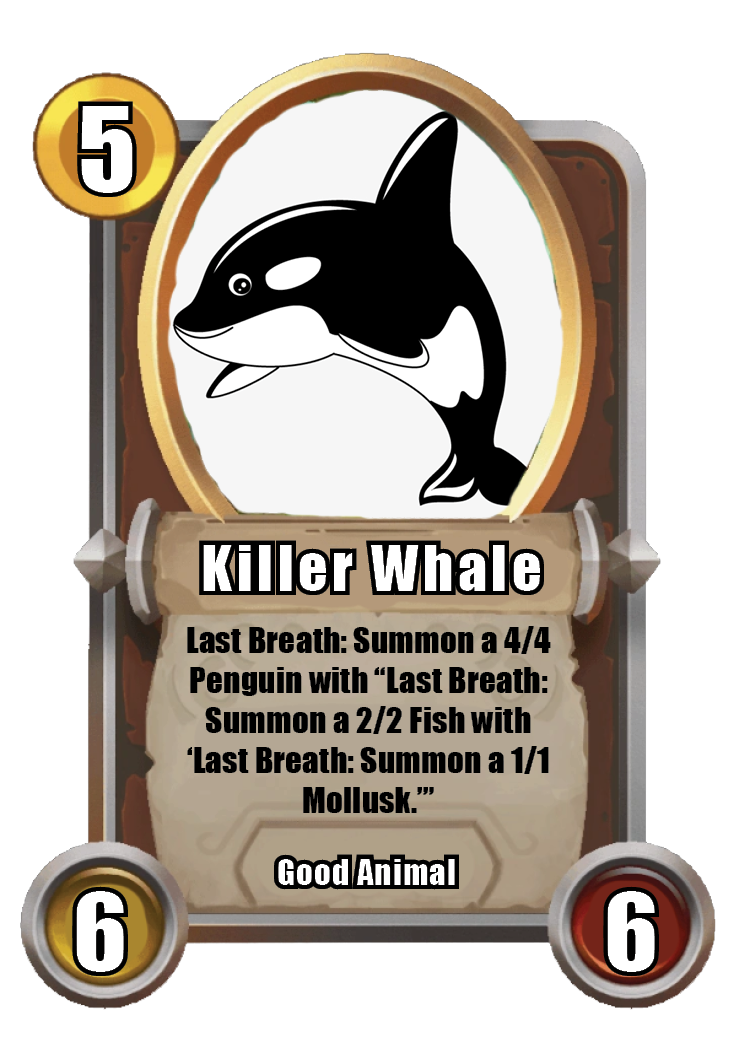 5
Killer Whale
Last Breath: Summon a 4/4
Penguin with “Last Breath:
Summon a 2/2 Fish with
‘Last Breath: Summon a 1/1
Mollusk.’”
Good Animal
6
6